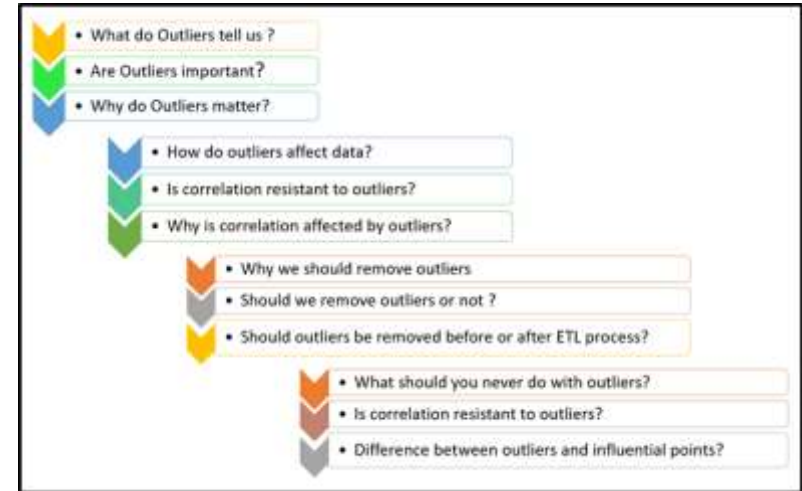 • What do Outliers tell us ?
• Are Outliers important?
• Why do Outliers matter?
• How do outliers affect data?
• Is correlation resistant to outliers?
• Why is correlation affected by outliers?
• Why we should remove outliers
• Should we remove outliers or not ?
• Should outliers be removed before or after ETL process?
• What should you never do with outliers?
• Is correlation resistant to outliers?
• Difference between outliers and influential points?